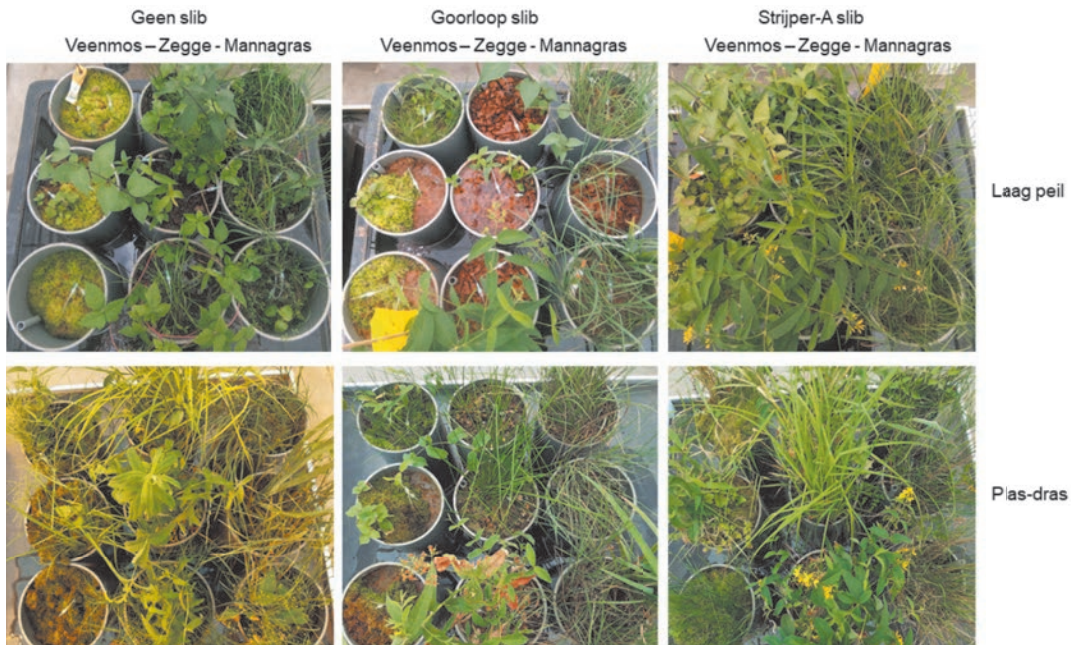 Geen slib
Veenmos – Zegge - Mannagras
Goorloop slib
Veenmos – Zegge - Mannagras
Strijper-A slib
Veenmos – Zegge - Mannagras
Laag peil
Plas-dras